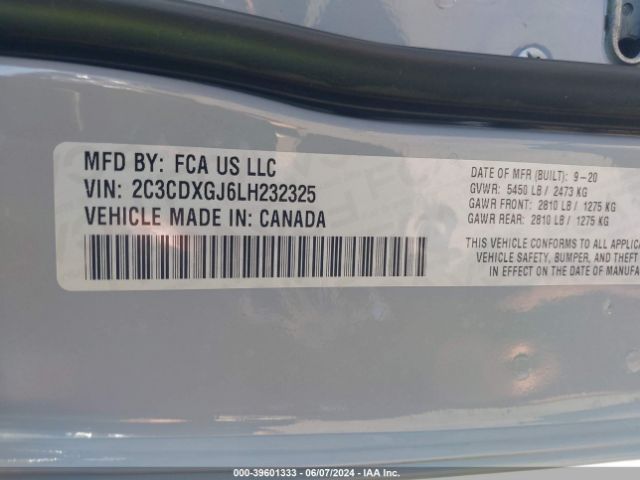 MFD BY: FCA US LLC
VIN: 2C3CDXGJ6LH232325
VEHICLE MADE IN: CANADA
DATE OF MFR (BUILT): 9-20
GVWR: 5450 LB / 2473 KG
GAWR FRONT: 2810 LB / 1275 KG
GAWR REAR: 2810 LB / 1275 KG
THIS VEHICLE CONFORMS TO ALL
VEHICLE SAFETY, BUMPER, AND THEFT
IN EFFECT ON THE DATE OF
000-39601333 - 06/07/2024 - IAA Inc.